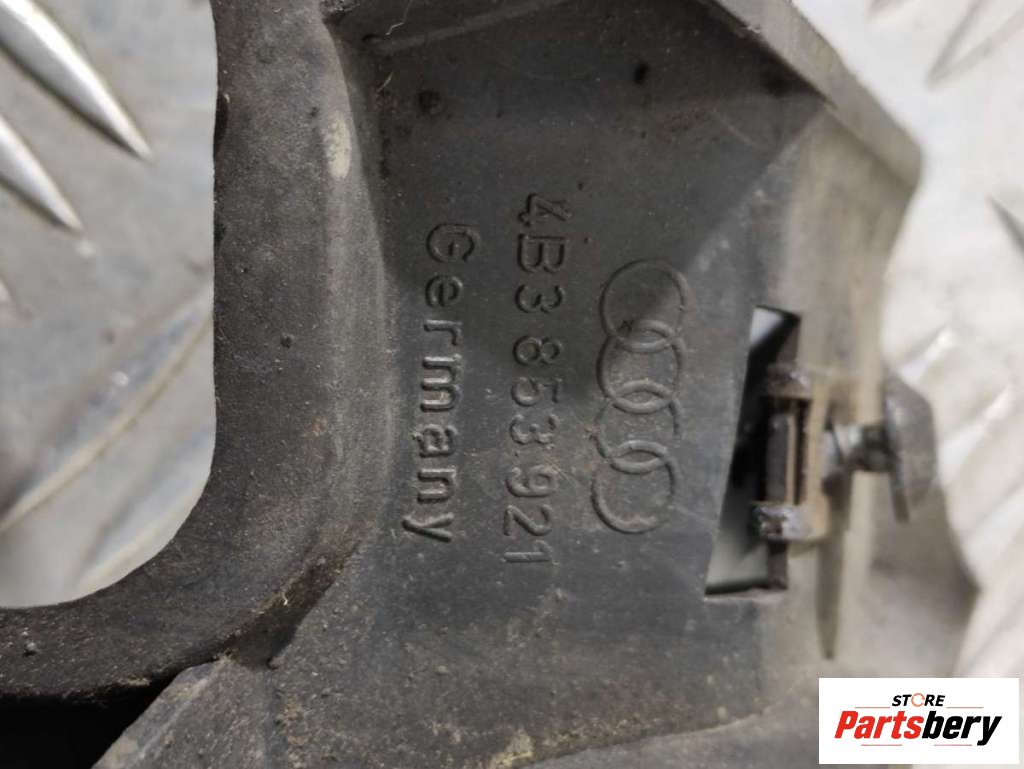 4B3 853 921
Germany
STORE
Partsbery